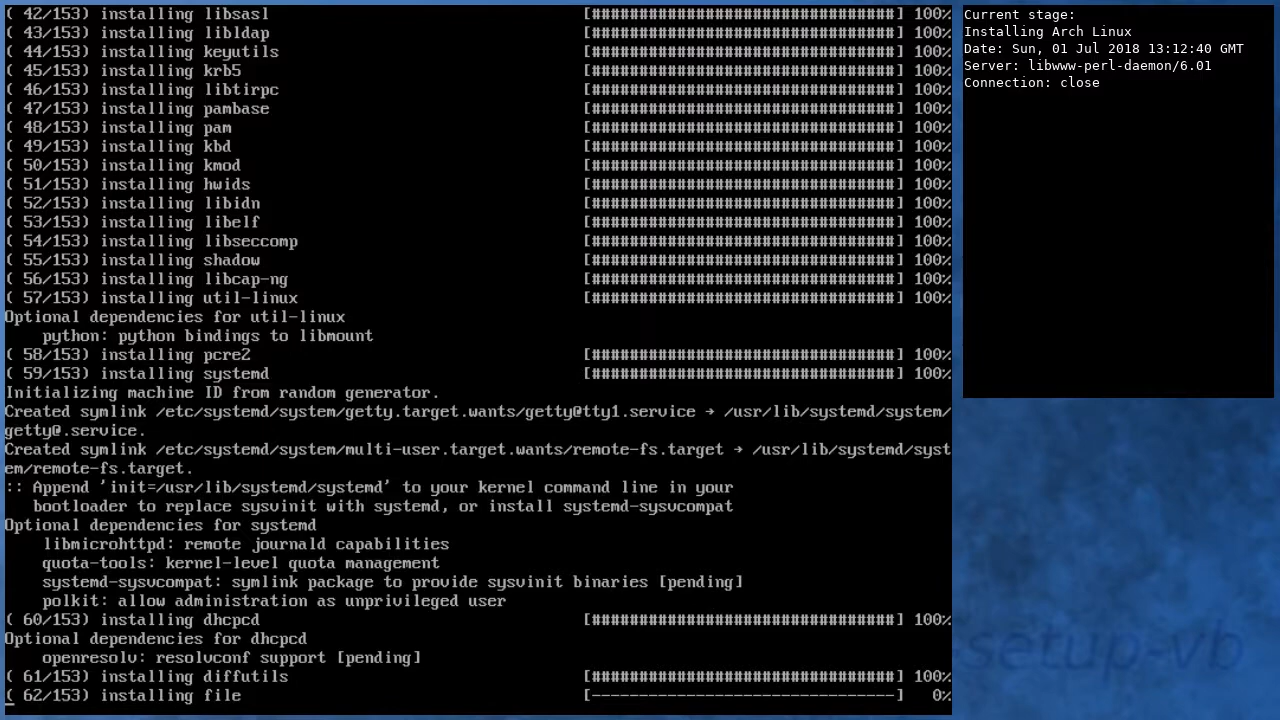 ( 42/153) installing libsasl [#################################] 100%
( 43/153) installing libldap [#################################] 100%
( 44/153) installing keyutils [#################################] 100%
( 45/153) installing krb5 [#################################] 100%
( 46/153) installing libtirpc [#################################] 100%
( 47/153) installing pambase [#################################] 100%
( 48/153) installing pam [#################################] 100%
( 49/153) installing kbd [#################################] 100%
( 50/153) installing kmod [#################################] 100%
( 51/153) installing hwids [#################################] 100%
( 52/153) installing libidn [#################################] 100%
( 53/153) installing libelf [#################################] 100%
( 54/153) installing libseccomp [#################################] 100%
( 55/153) installing shadow [#################################] 100%
( 56/153) installing libcap-ng [#################################] 100%
( 57/153) installing util-linux [#################################] 100%
Optional dependencies for util-linux
python: python bindings to libmount
( 58/153) installing pcre2 [#################################] 100%
( 59/153) installing systemd [#################################] 100%
Initializing machine ID from random generator.
Created symlink /etc/systemd/system/getty.target.wants/getty@tty1.service → /usr/lib/systemd/system/
getty@.service.
Created symlink /etc/systemd/system/multi-user.target.wants/remote-fs.target → /usr/lib/systemd/syst
em/remote-fs.target.
:: Append 'init=/usr/lib/systemd/systemd' to your kernel command line in your
bootloader to replace sysvinit with systemd, or install systemd-sysvcompat
Optional dependencies for systemd
libmicrohttpd: remote journald capabilities
quota-tools: kernel-level quota management
systemd-sysvcompat: symlink package to provide sysvinit binaries [pending]
polkit: allow administration as unprivileged user
( 60/153) installing dhcpcd [#################################] 100%
Optional dependencies for dhcpcd
openresolv: resolvconf support [pending]
( 61/153) installing diffutils [#################################] 100%
( 62/153) installing file [---------------------------------] 0%
Current stage:
Installing Arch Linux
Date: Sun, 01 Jul 2018 13:12:40 GMT
Server: libwww-perl-daemon/6.01
Connection: close
setup-vb